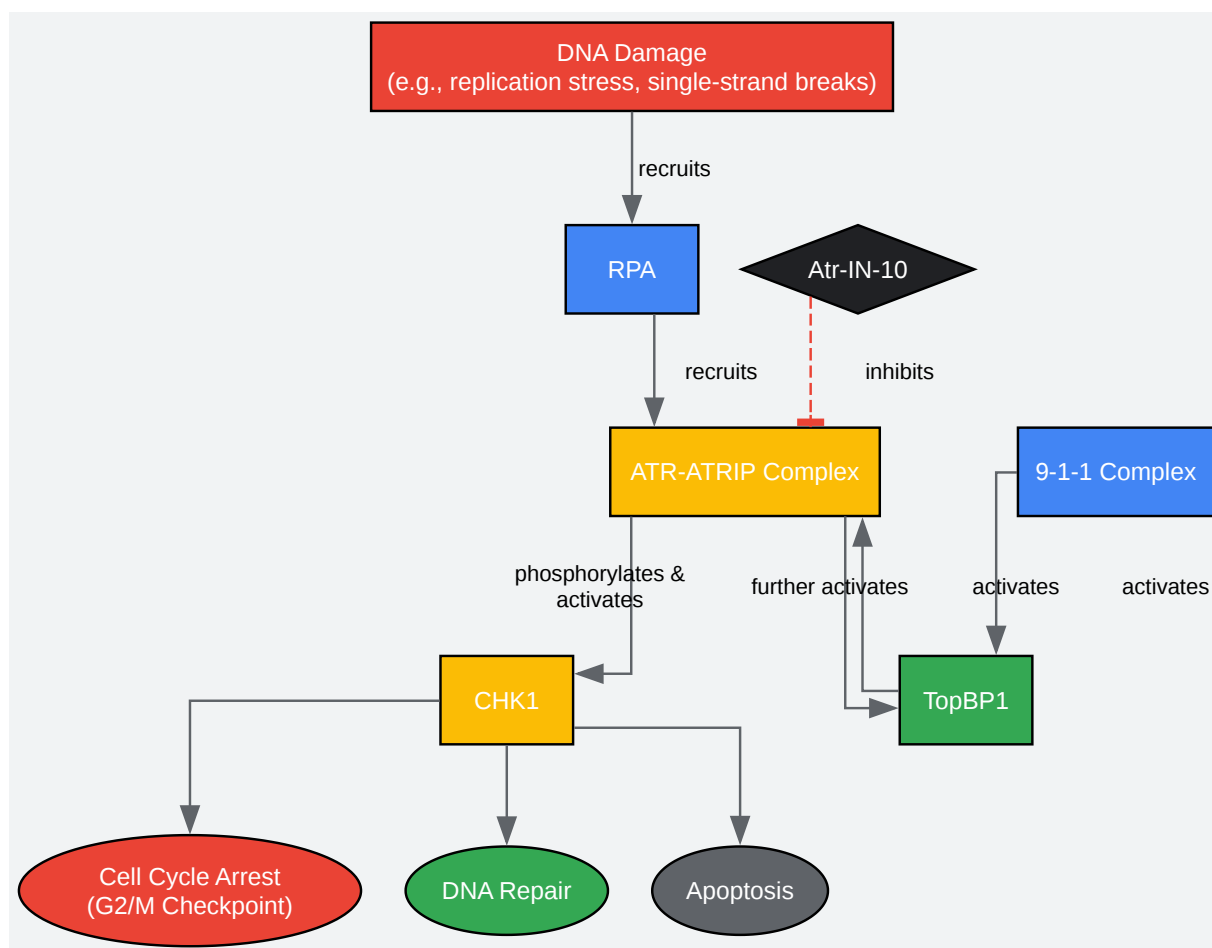 DNA Damage
(e.g., replication stress, single-strand breaks)
recruits
RPA
Atr-IN-10
recruits
inhibits
ATR-ATRIP Complex
9-1-1 Complex
phosphorylates &
activates
further activates
activates
activates
CHK1
TopBP1
Cell Cycle Arrest
(G2/M Checkpoint)
DNA Repair
Apoptosis